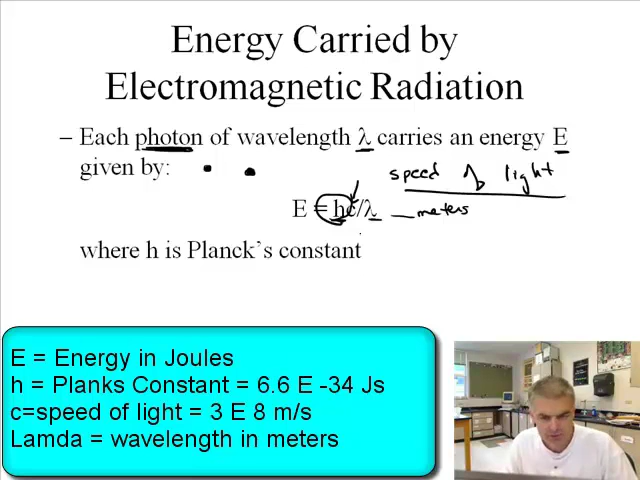 Energy Carried by
Electromagnetic Radiation
– Each photon of wavelength λ carries an energy E
given by:
speed of light
E = hc/λ meters
where h is Planck's constant
E = Energy in Joules
h = Planks Constant = 6.6 E -34 Js
c=speed of light = 3 E 8 m/s
Lamda = wavelength in meters